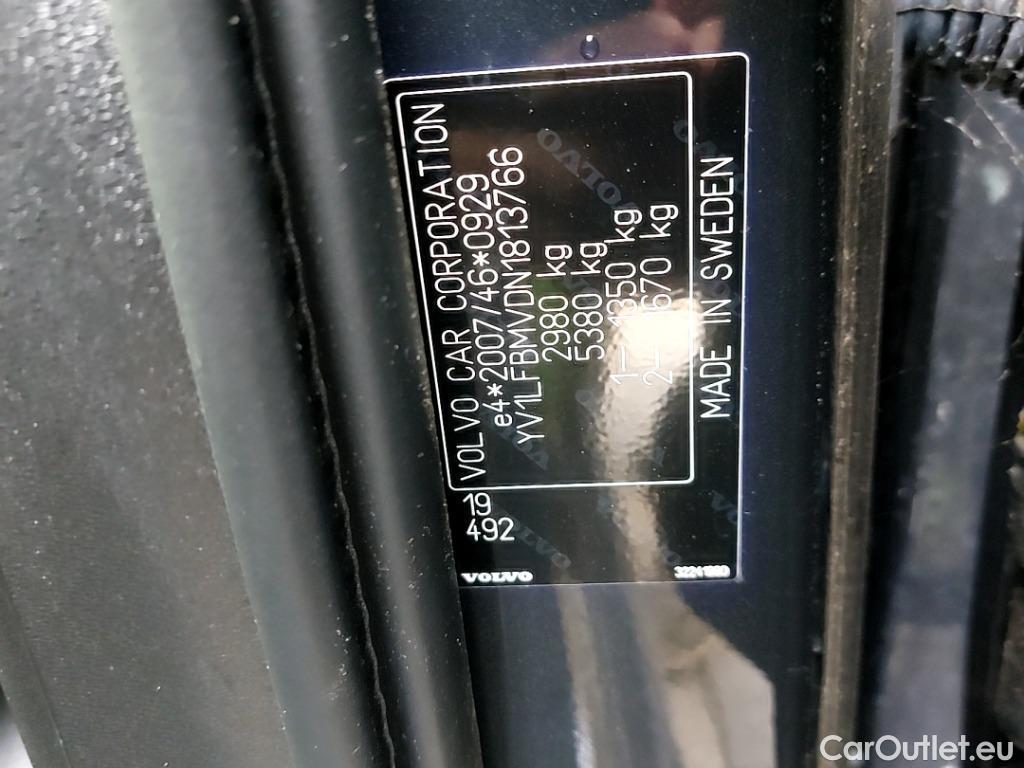 VOLVO CAR CORPORATION
e4*2007/46*0929
YV1LFBMVDN1813766
2980 kg
5380 kg
1– 1350 kg
2– 1670 kg
MADE IN SWEDEN
19
492
VOLVO
CarOutlet.eu